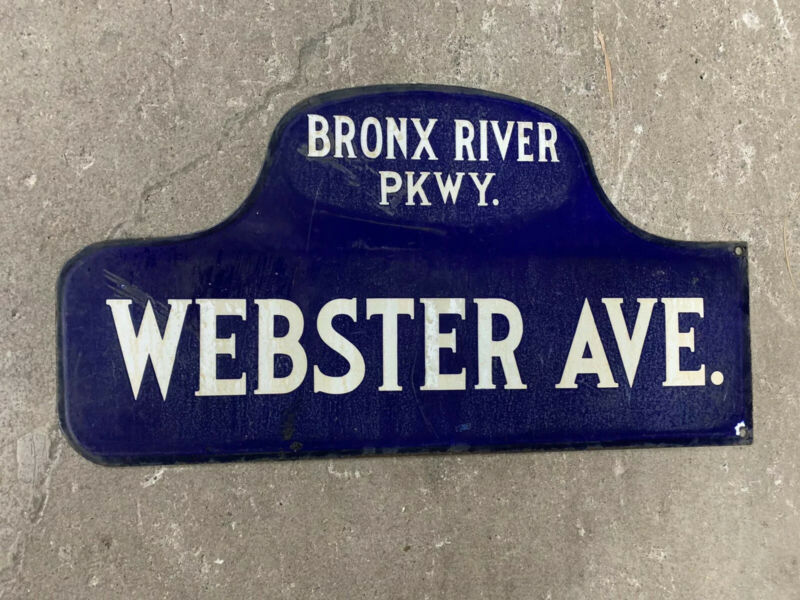 BRONX RIVER
PKWY.
WEBSTER AVE.